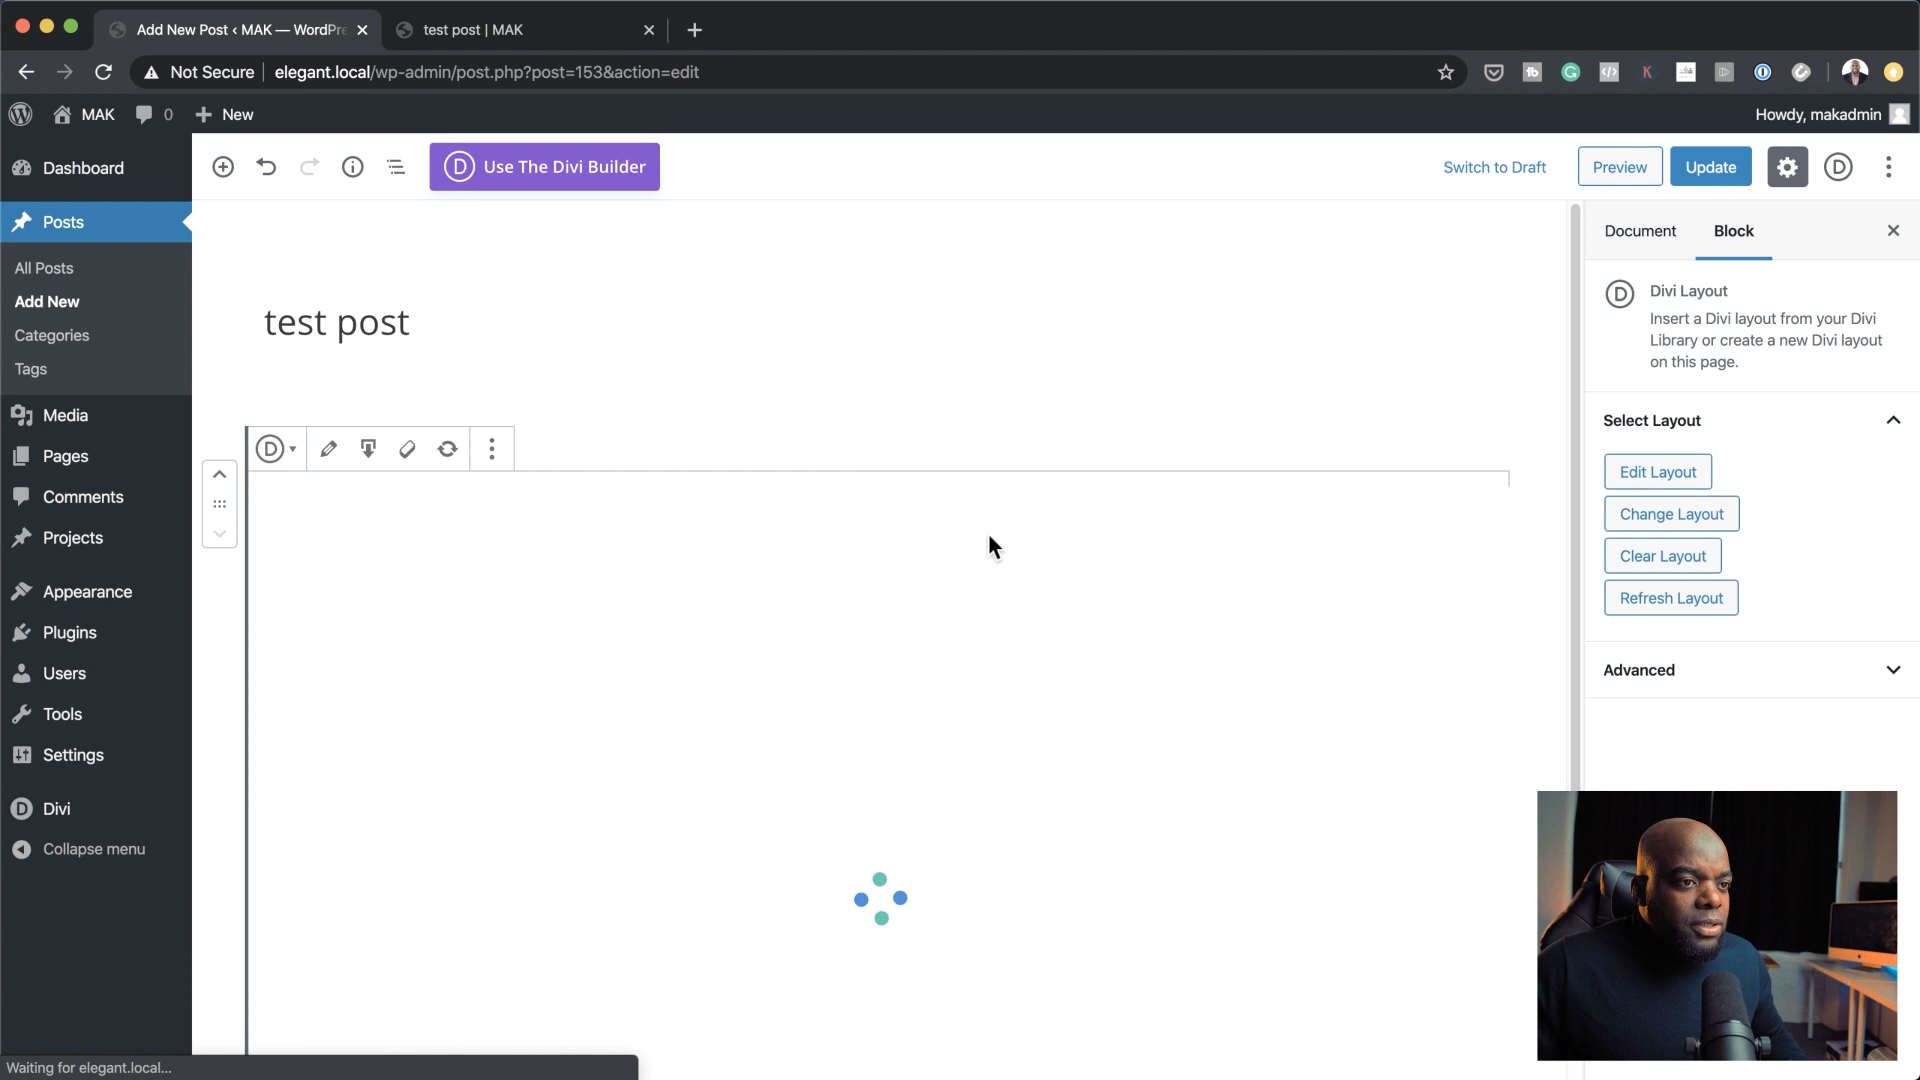 Add New Post ‹ MAK — WordPre
test post | MAK
Not Secure
elegant.local/wp-admin/post.php?post=153&action=edit
MAK
0
New
Howdy, makadmin
Dashboard
Posts
All Posts
Add New
Categories
Tags
Media
Pages
Comments
Projects
Appearance
Plugins
Users
Tools
Settings
Divi
Collapse menu
Use The Divi Builder
Switch to Draft
Preview
Update
test post
Document
Block
Divi Layout
Insert a Divi layout from your Divi
Library or create a new Divi layout
on this page.
Select Layout
Edit Layout
Change Layout
Clear Layout
Refresh Layout
Advanced
Waiting for elegant.local...